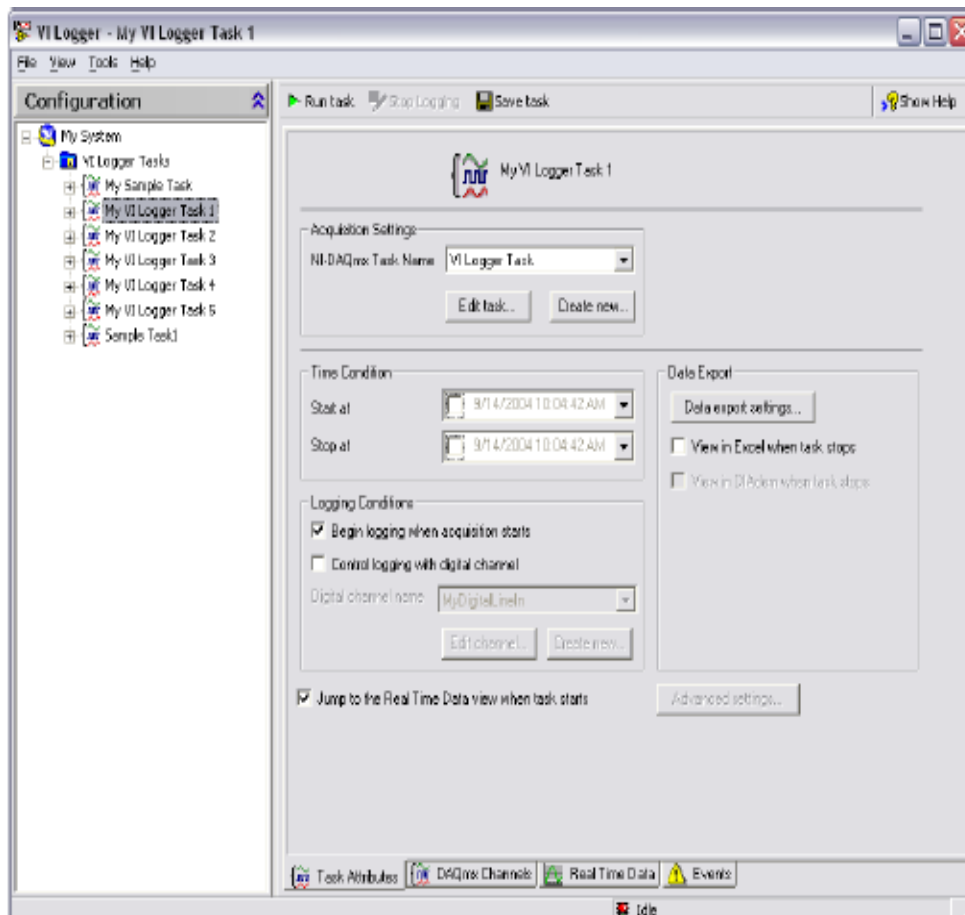 VI Logger - My VI Logger Task 1
File View Tools Help
Configuration
Run task Stop Logging Save task Show Help
My System
VI Logger Tasks
My Sample Task
My VI Logger Task 1
My VI Logger Task 2
My VI Logger Task 3
My VI Logger Task 4
My VI Logger Task 5
Sample Task1
My VI Logger Task 1
Acquisition Settings
NI-DAQmx Task Name VI Logger Task
Edit task... Create new...
Time Condition
Start at 9/14/2004 10:04:42 AM
Stop at 9/14/2004 10:04:42 AM
Data Export
Data export settings...
View in Excel when task stops
View in DIAdem when task stops
Logging Conditions
Begin logging when acquisition starts
Control logging with digital channel
Digital channel name MyDigitalLineIn
Edit channel... Create new...
Jump to the Real Time Data view when task starts
Advanced settings...
Task Attributes DAQmx Channels Real Time Data Events
Idle